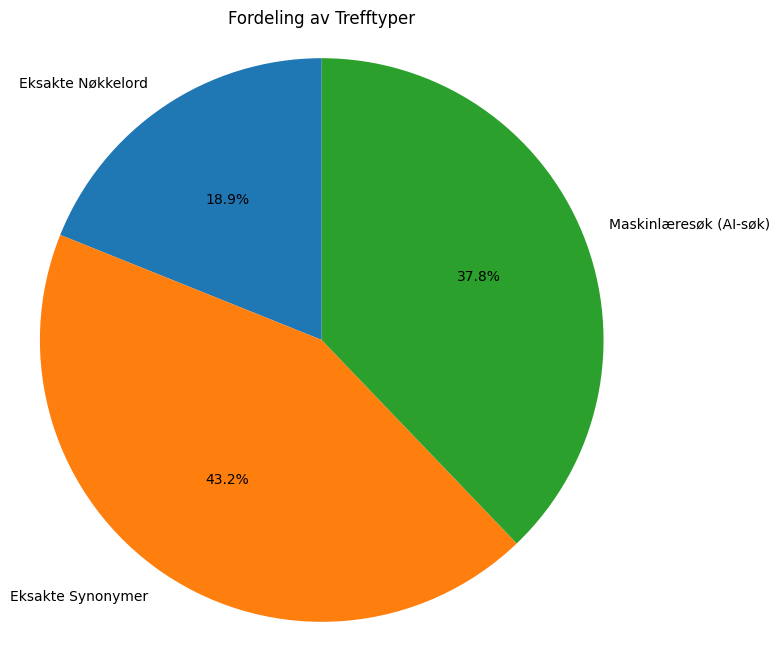 Fordeling av Trefftyper
Eksakte Nøkkelord
18.9%
Maskinlæresøk (AI-søk)
37.8%
43.2%
Eksakte Synonymer